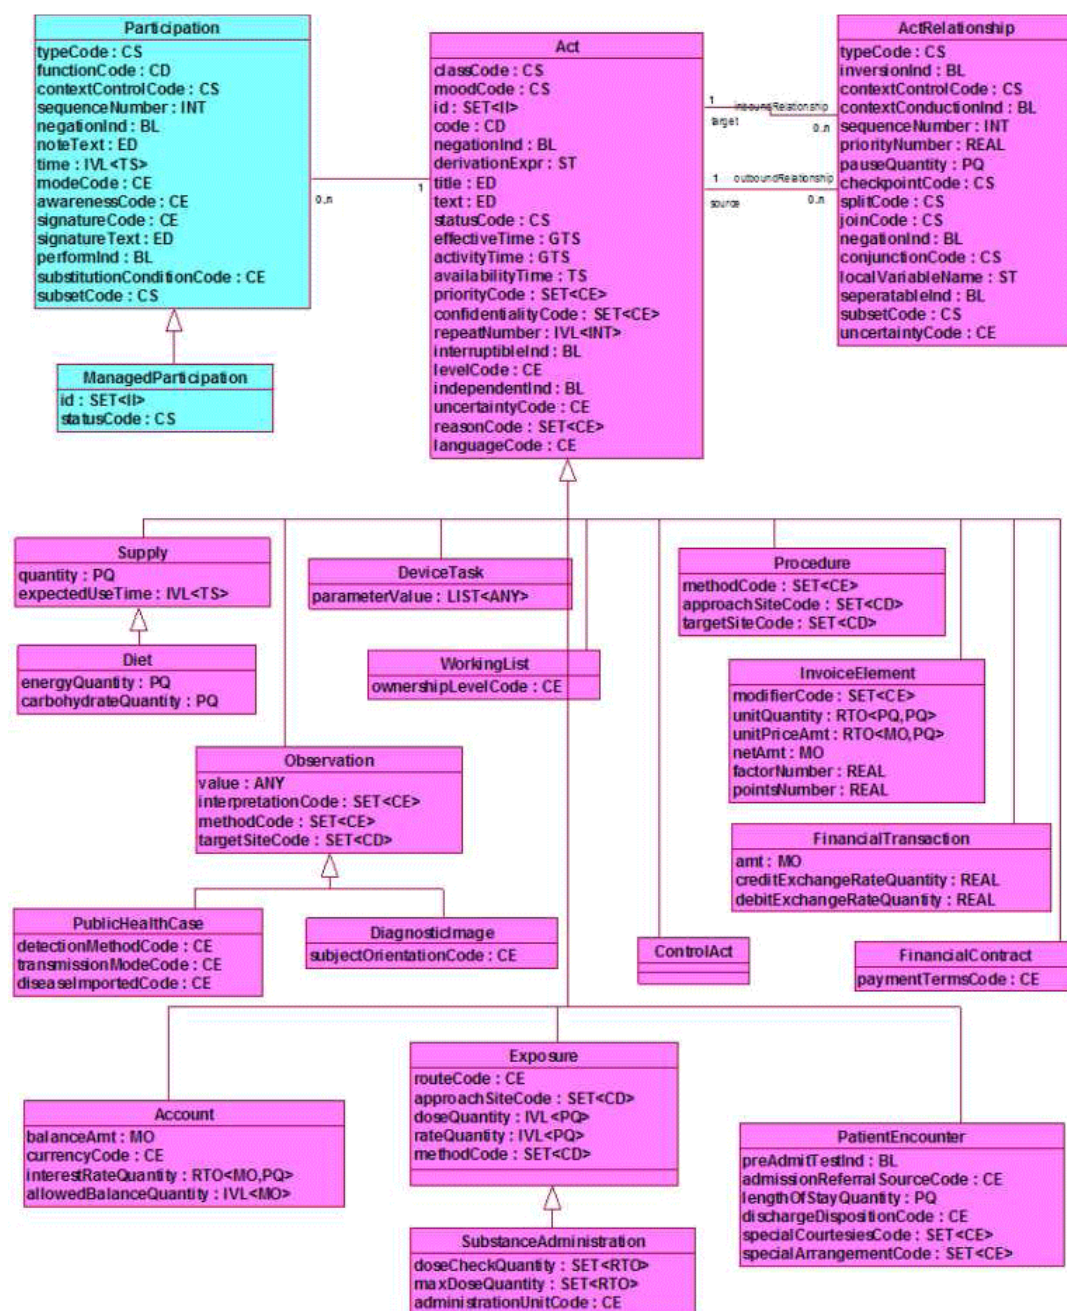 Participation
typeCode : CS
functionCode : CD
contextControlCode : CS
sequenceNumber : INT
negationInd : BL
noteText : ED
time : IVL<TS>
modeCode : CE
awarenessCode : CE
signatureCode : CE
signatureText : ED
performInd : BL
substitutionConditionCode : CE
subsetCode : CS
ManagedParticipation
id : SET<II>
statusCode : CS
0..n
1
Act
classCode : CS
moodCode : CS
id : SET<II>
code : CD
negationInd : BL
derivationExpr : ST
title : ED
text : ED
statusCode : CS
effectiveTime : GTS
activityTime : GTS
availabilityTime : TS
priorityCode : SET<CE>
confidentialityCode : SET<CE>
repeatNumber : IVL<INT>
interruptibleInd : BL
levelCode : CE
independentInd : BL
uncertaintyCode : CE
reasonCode : SET<CE>
languageCode : CE
1 inboundRelationship
target 0..n
1 outboundRelationship
source 0..n
ActRelationship
typeCode : CS
inversionInd : BL
contextControlCode : CS
contextConductionInd : BL
sequenceNumber : INT
priorityNumber : REAL
pauseQuantity : PQ
checkpointCode : CS
splitCode : CS
joinCode : CS
negationInd : BL
conjunctionCode : CS
localVariableName : ST
seperatableInd : BL
subsetCode : CS
uncertaintyCode : CE
Supply
quantity : PQ
expectedUseTime : IVL<TS>
Diet
energyQuantity : PQ
carbohydrateQuantity : PQ
DeviceTask
parameterValue : LIST<ANY>
WorkingList
ownershipLevelCode : CE
Procedure
methodCode : SET<CE>
approachSiteCode : SET<CD>
targetSiteCode : SET<CD>
InvoiceElement
modifierCode : SET<CE>
unitQuantity : RTO<PQ,PQ>
unitPriceAmt : RTO<MO,PQ>
netAmt : MO
factorNumber : REAL
pointsNumber : REAL
Observation
value : ANY
interpretationCode : SET<CE>
methodCode : SET<CE>
targetSiteCode : SET<CD>
FinancialTransaction
amt : MO
creditExchangeRateQuantity : REAL
debitExchangeRateQuantity : REAL
PublicHealthCase
detectionMethodCode : CE
transmissionModeCode : CE
diseaseImportedCode : CE
DiagnosticImage
subjectOrientationCode : CE
ControlAct
FinancialContract
paymentTermsCode : CE
Account
balanceAmt : MO
currencyCode : CE
interestRateQuantity : RTO<MO,PQ>
allowedBalanceQuantity : IVL<MO>
Exposure
routeCode : CE
approachSiteCode : SET<CD>
doseQuantity : IVL<PQ>
rateQuantity : IVL<PQ>
methodCode : SET<CD>
PatientEncounter
preAdmitTestInd : BL
admissionReferralSourceCode : CE
lengthOfStayQuantity : PQ
dischargeDispositionCode : CE
specialCourtesiesCode : SET<CE>
specialArrangementCode : SET<CE>
SubstanceAdministration
doseCheckQuantity : SET<RTO>
maxDoseQuantity : SET<RTO>
administrationUnitCode : CE